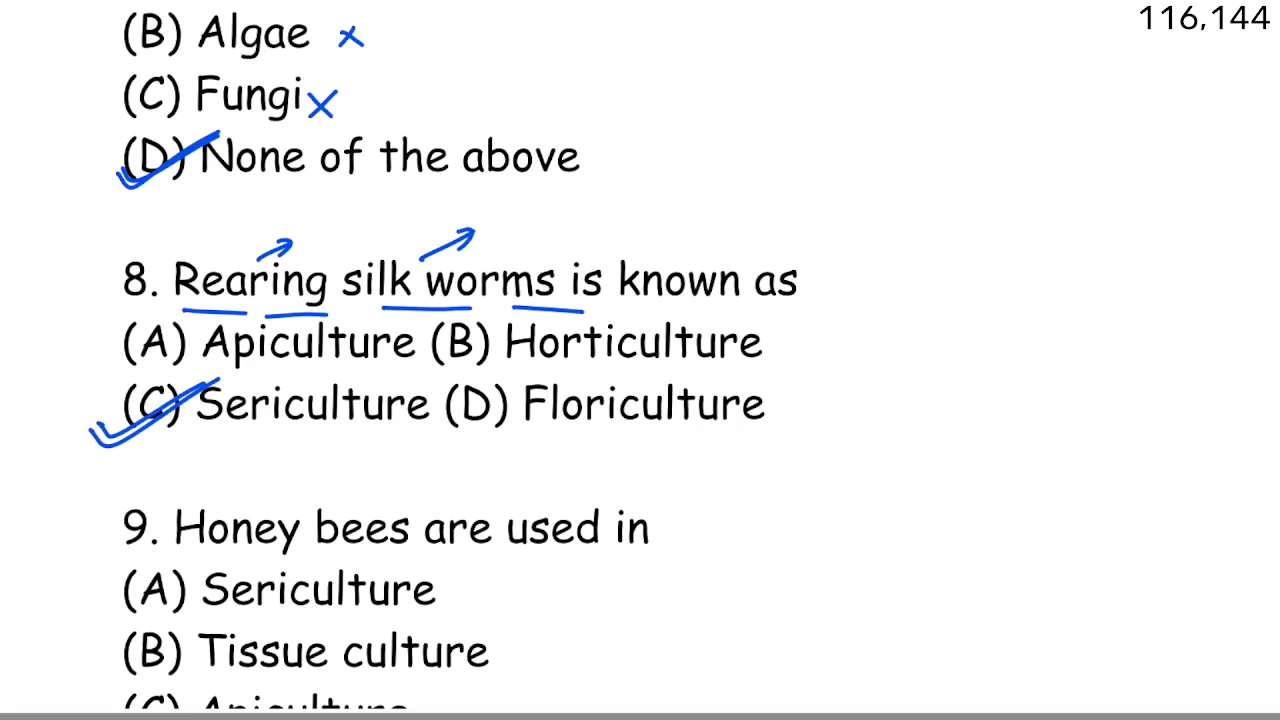 116,144
(B) Algae
(C) Fungi
(D) None of the above
8. Rearing silk worms is known as
(A) Apiculture (B) Horticulture
(C) Sericulture (D) Floriculture
9. Honey bees are used in
(A) Sericulture
(B) Tissue culture
(C) Apiculture